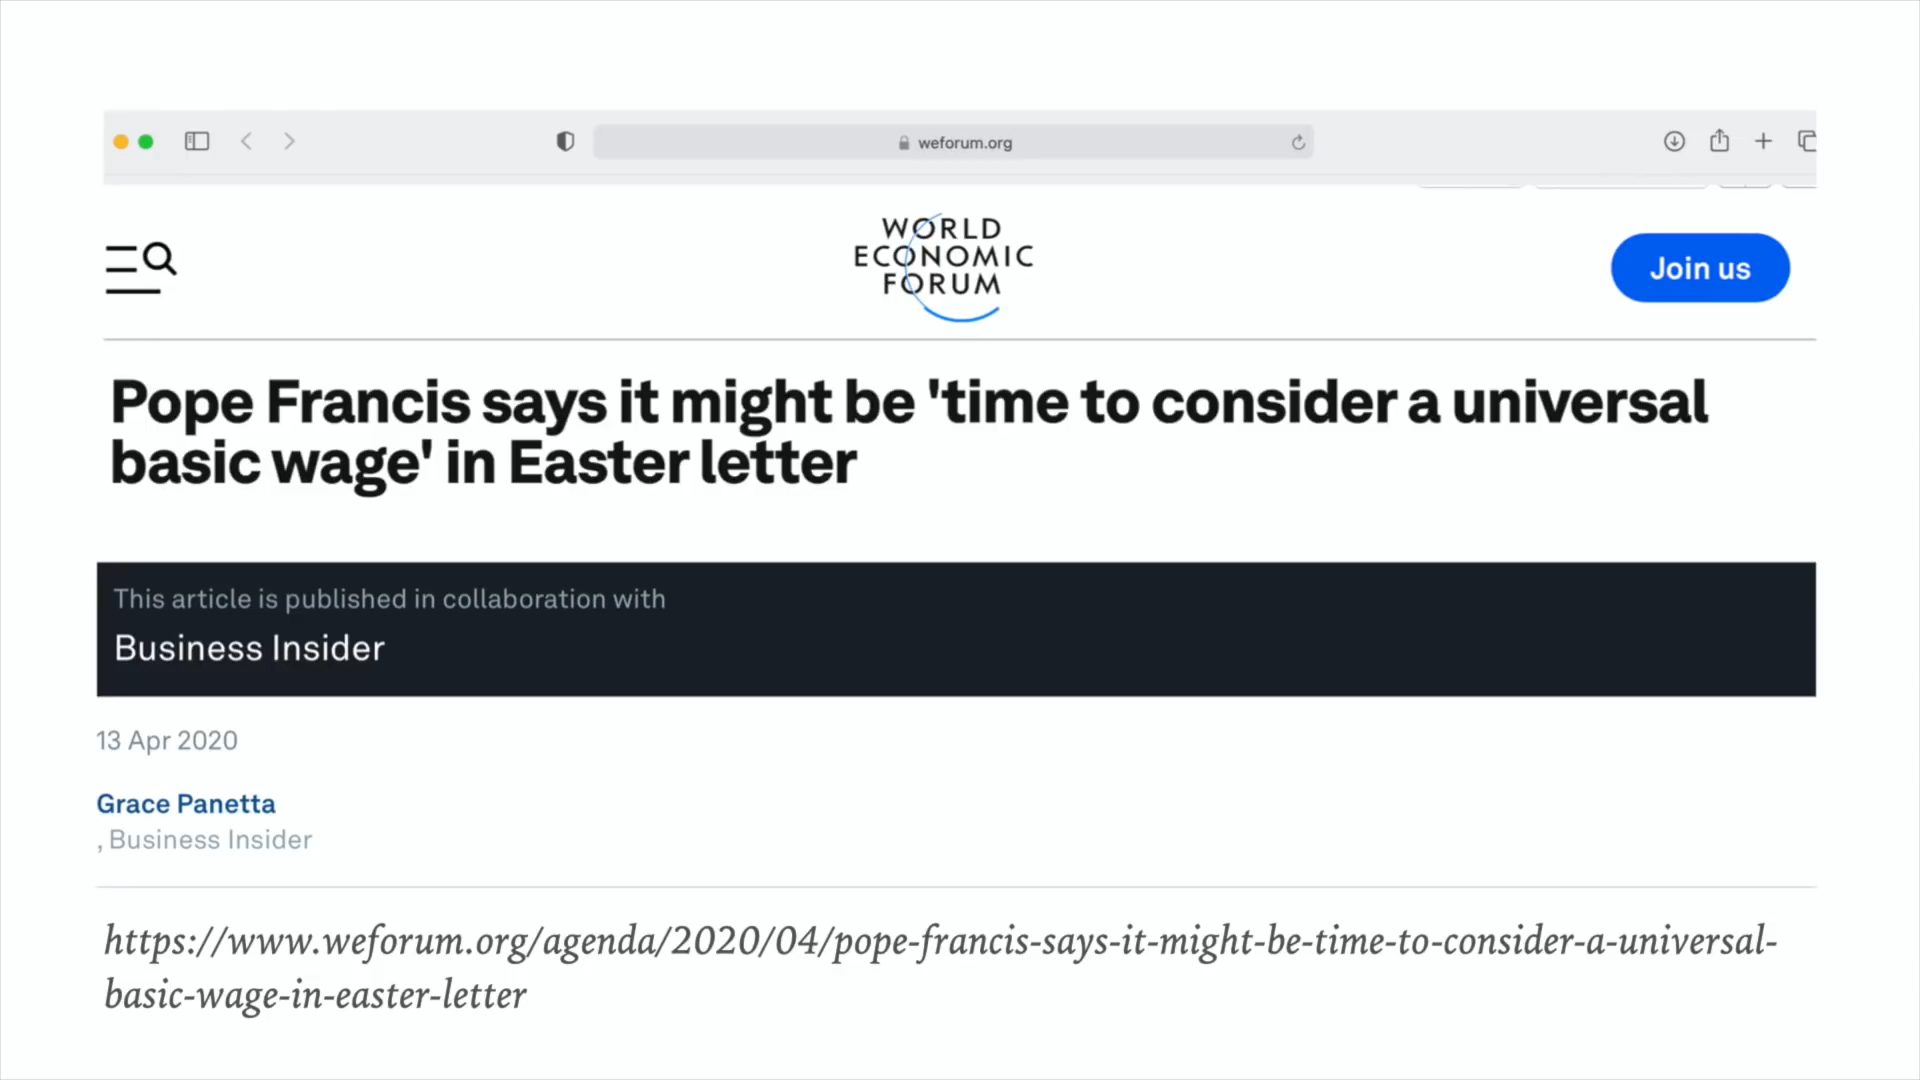 weforum.org
WORLD
ECONOMIC
FORUM
Join us
Pope Francis says it might be 'time to consider a universal
basic wage' in Easter letter
This article is published in collaboration with
Business Insider
13 Apr 2020
Grace Panetta
, Business Insider
https://www.weforum.org/agenda/2020/04/pope-francis-says-it-might-be-time-to-consider-a-universal-
basic-wage-in-easter-letter